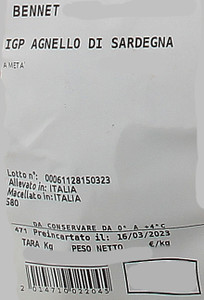 BENNET
IGP AGNELLO DI SARDEGNA
A META'
Lotto n°: 00061128150323
Allevato in: ITALIA
Macellato in:ITALIA
580
DA CONSERVARE DA 0° A +4°C
471 Preincartato il: 16/03/2023
TARA Kg PESO NETTO €/kg
2 014710 022045